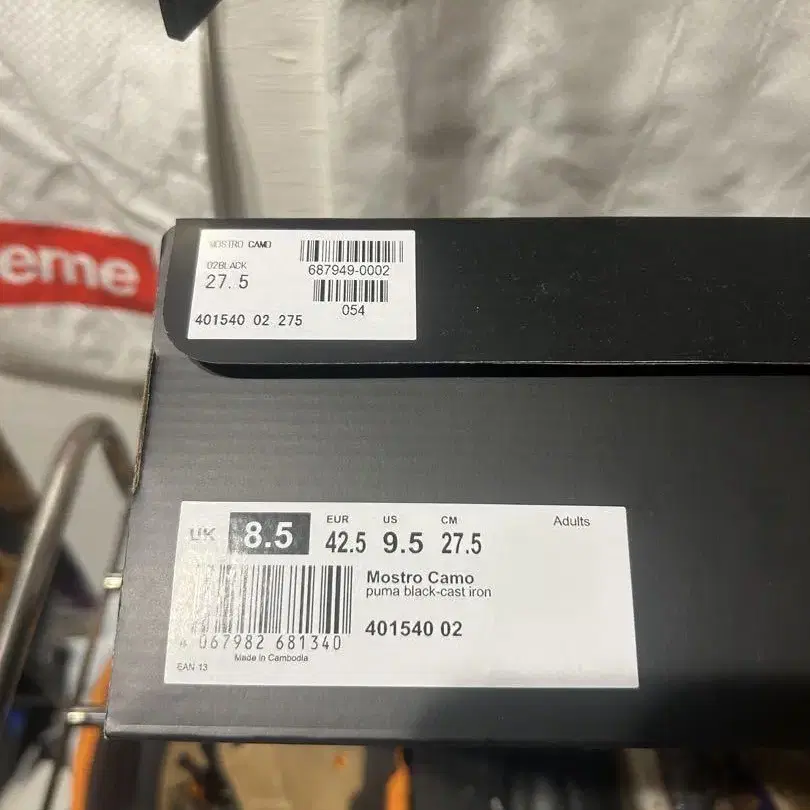 eme
MOSTRO CAMO
02BLACK
27.5
401540 02 275
687949-0002
054
UK 8.5
EUR 42.5
US 9.5
CM 27.5
Adults
Mostro Camo
puma black-cast iron
401540 02
4 067982 681340
Made in Cambodia
EAN 13